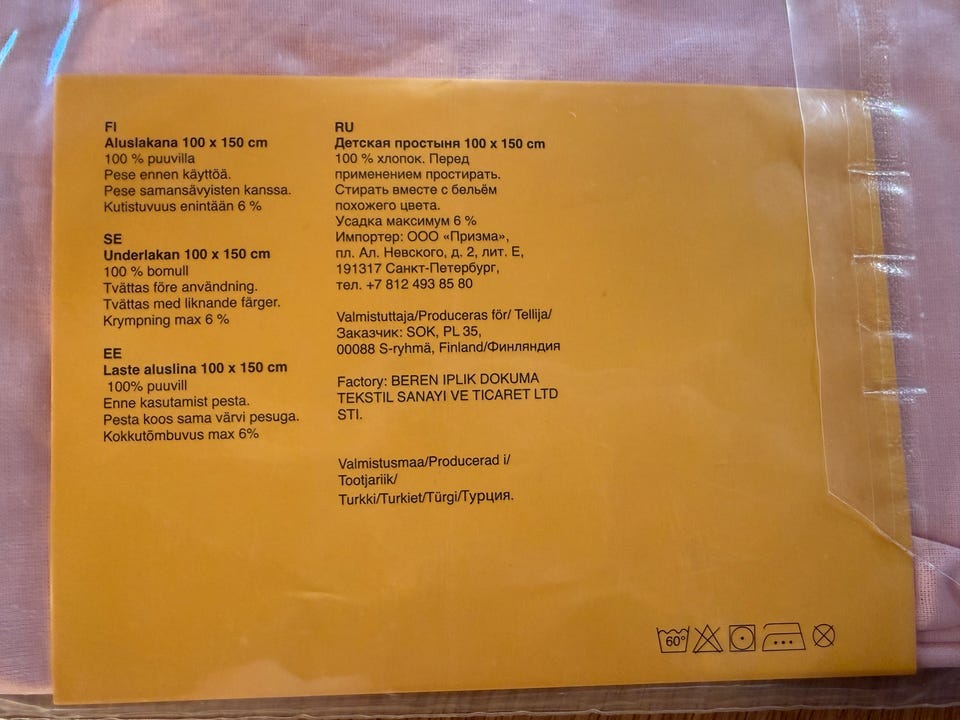 FI
Aluslakana 100 x 150 cm
100 % puuvilla
Pese ennen käyttöä.
Pese samansävyisten kanssa.
Kutistuvuus enintään 6 %
SE
Underlakan 100 x 150 cm
100 % bomull
Tvättas före användning.
Tvättas med liknande färger.
Krympning max 6 %
EE
Laste aluslina 100 x 150 cm
100% puuvill
Enne kasutamist pesta.
Pesta koos sama värvi pesuga.
Kokkutõmbuvus max 6%
RU
Детская простыня 100 x 150 cm
100 % хлопок. Перед
применением простирать.
Стирать вместе с бельём
похожего цвета.
Усадка максимум 6 %
Импортер: ООО «Призма»,
пл. Ал. Невского, д. 2, лит. Е,
191317 Санкт-Петербург,
тел. +7 812 493 85 80
Valmistuttaja/Produceras för/ Tellija/
Заказчик: SOK, PL 35,
00088 S-ryhmä, Finland/Финляндия
Factory: BEREN IPLIK DOKUMA
TEKSTIL SANAYI VE TICARET LTD
STI.
Valmistusmaa/Producerad i/
Tootjariik/
Turkki/Turkiet/Türgi/Турция.
60°